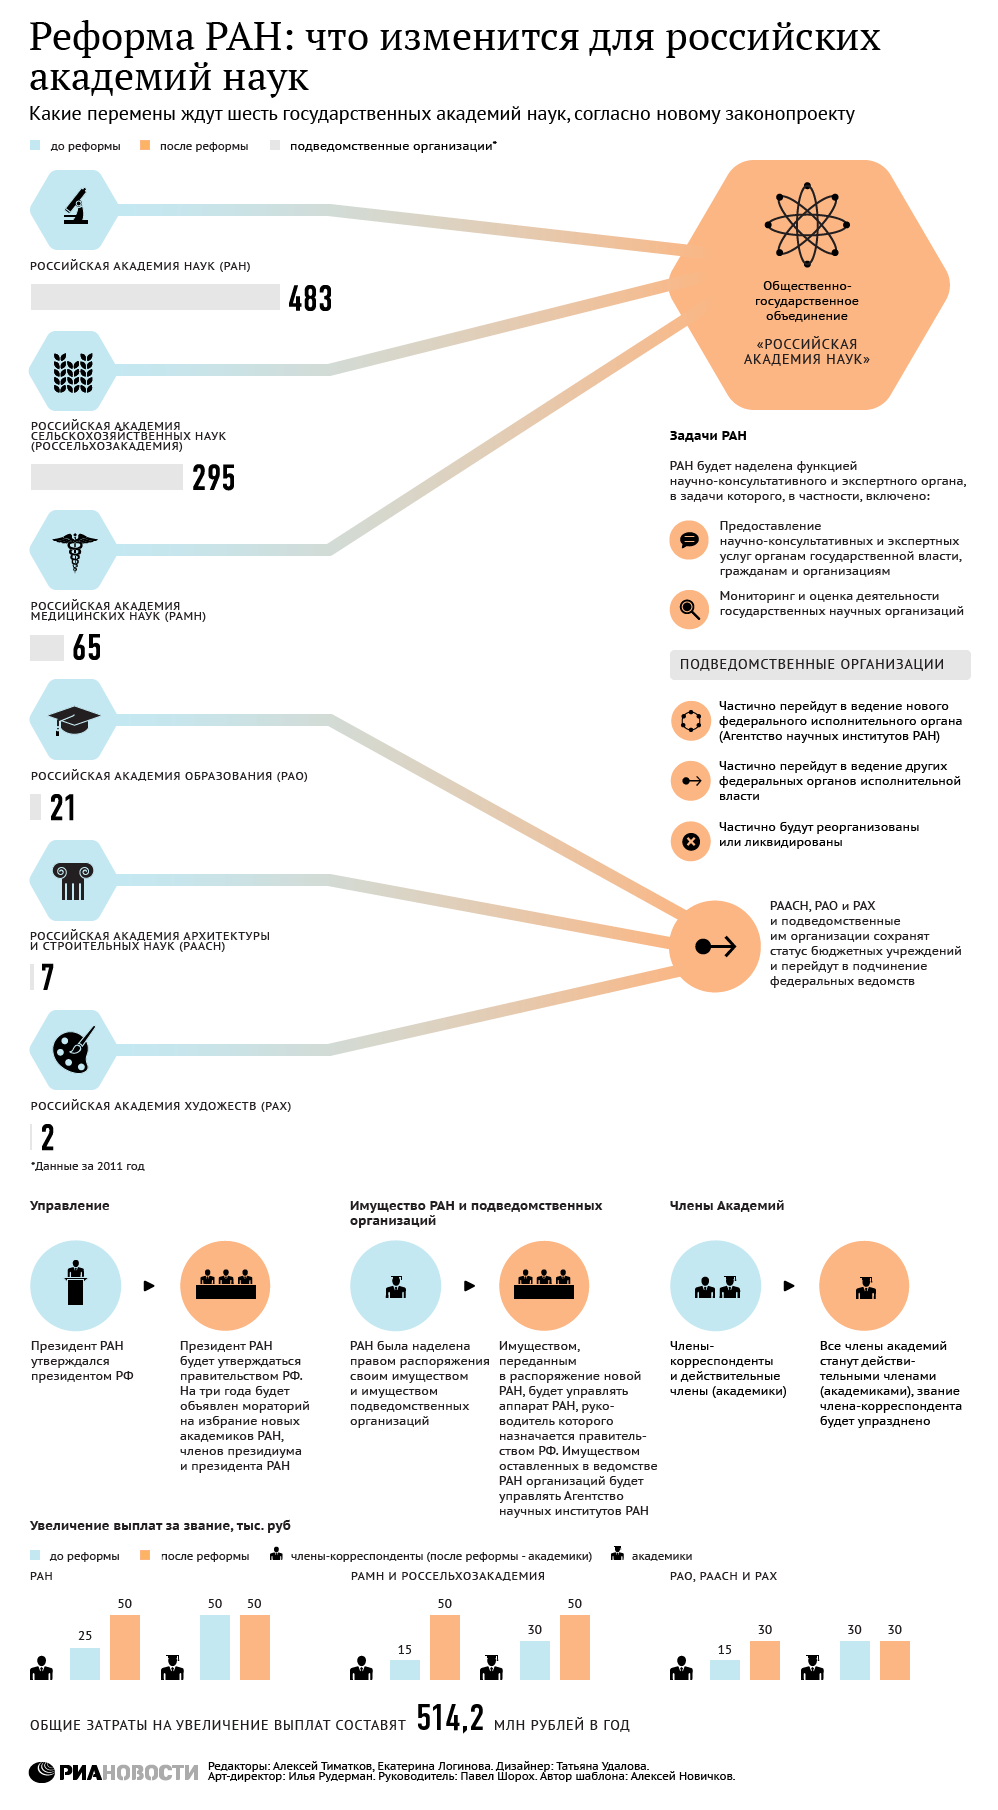 Реформа РАН: что изменится для российских
академий наук
Какие перемены ждут шесть государственных академий наук, согласно новому законопроекту
до реформы
после реформы
подведомственные организации*
РОССИЙСКАЯ АКАДЕМИЯ НАУК (РАН)
483
РОССИЙСКАЯ АКАДЕМИЯ
СЕЛЬСКОХОЗЯЙСТВЕННЫХ НАУК
(РОССЕЛЬХОЗАКАДЕМИЯ)
295
РОССИЙСКАЯ АКАДЕМИЯ
МЕДИЦИНСКИХ НАУК (РАМН)
65
РОССИЙСКАЯ АКАДЕМИЯ ОБРАЗОВАНИЯ (РАО)
21
РОССИЙСКАЯ АКАДЕМИЯ АРХИТЕКТУРЫ
И СТРОИТЕЛЬНЫХ НАУК (РААСН)
7
РОССИЙСКАЯ АКАДЕМИЯ ХУДОЖЕСТВ (РАХ)
2
*Данные за 2011 год
Общественно-
государственное
объединение
«РОССИЙСКАЯ
АКАДЕМИЯ НАУК»
Задачи РАН
РАН будет наделена функцией
научно-консультативного и экспертного органа,
в задачи которого, в частности, включено:
Предоставление
научно-консультативных и экспертных
услуг органам государственной власти,
гражданам и организациям
Мониторинг и оценка деятельности
государственных научных организаций
ПОДВЕДОМСТВЕННЫЕ ОРГАНИЗАЦИИ
Частично перейдут в ведение нового
федерального исполнительного органа
(Агентство научных институтов РАН)
Частично перейдут в ведение других
федеральных органов исполнительной
власти
Частично будут реорганизованы
или ликвидированы
РААСН, РАО и РАХ
и подведомственные
им организации сохранят
статус бюджетных учреждений
и перейдут в подчинение
федеральных ведомств
Управление
Президент РАН
утверждался
президентом РФ
Президент РАН
будет утверждаться
правительством РФ.
На три года будет
объявлен мораторий
на избрание новых
академиков РАН,
членов президиума
и президента РАН
Имущество РАН и подведомственных
организаций
РАН была наделена
правом распоряжения
своим имуществом
и имуществом
подведомственных
организаций
Имуществом,
переданным
в распоряжение новой
РАН, будет управлять
аппарат РАН, руко-
водитель которого
назначается правитель-
ством РФ. Имуществом
оставленных в ведомстве
РАН организаций будет
управлять Агентство
научных институтов РАН
Члены Академий
Члены-
корреспонденты
и действительные
члены (академики)
Все члены академий
станут действи-
тельными членами
(академиками), звание
члена-корреспондента
будет упразднено
Увеличение выплат за звание, тыс. руб
до реформы
после реформы
члены-корреспонденты (после реформы - академики)
академики
РАН
25
50
50
50
РАМН И РОССЕЛЬХОЗАКАДЕМИЯ
15
50
30
50
РАО, РААСН И РАХ
15
30
30
30
ОБЩИЕ ЗАТРАТЫ НА УВЕЛИЧЕНИЕ ВЫПЛАТ СОСТАВЯТ 514,2 МЛН РУБЛЕЙ В ГОД
РИАНОВОСТИ
Редакторы: Алексей Тиматков, Екатерина Логинова. Дизайнер: Татьяна Удалова.
Арт-директор: Илья Рудерман. Руководитель: Павел Шорох. Автор шаблона: Алексей Новичков.